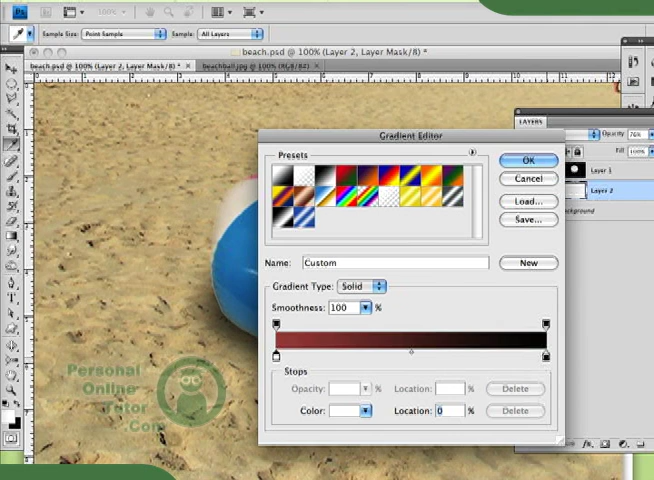 Ps
100%
Sample Size: Point Sample Sample: All Layers
beach.psd @ 100% (Layer 2, Layer Mask/8) *
beach.psd @ 100% (Layer 2, Layer Mask/8) * × beachball.jpg @ 100% (RGB/8#) ×
LAYERS
Opacity: 76%
Fill: 100%
Layer 1
Layer 2
Background
Gradient Editor
Presets
OK
Cancel
Load...
Save...
Name: Custom
New
Gradient Type: Solid
Smoothness: 100 %
Stops
Opacity: % Location: % Delete
Color: Location: 0 % Delete
Personal
Online
Tutor
.Com